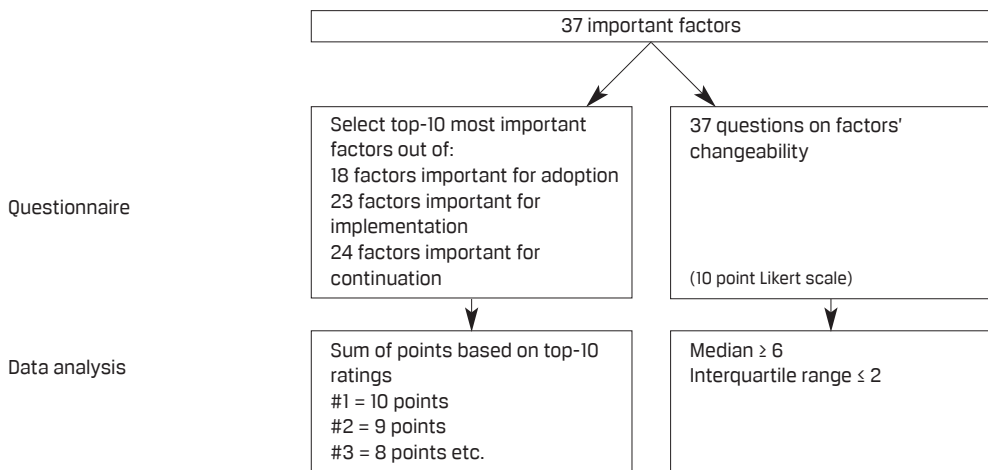 37 important factors
Questionnaire
Select top-10 most important
factors out of:
18 factors important for adoption
23 factors important for
implementation
24 factors important for
continuation
37 questions on factors'
changeability
(10 point Likert scale)
Data analysis
Sum of points based on top-10
ratings
#1 = 10 points
#2 = 9 points
#3 = 8 points etc.
Median ≥ 6
Interquartile range ≤ 2